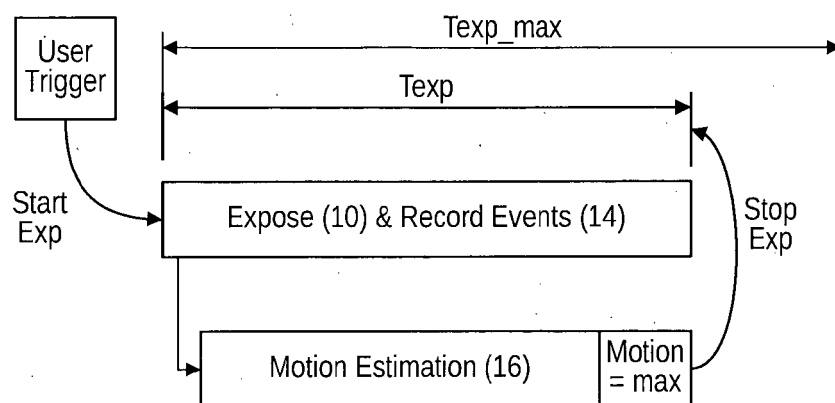 Texp_max
User
Trigger
Texp
Start
Exp
Expose (10) & Record Events (14)
Stop
Exp
Motion Estimation (16)
Motion
= max